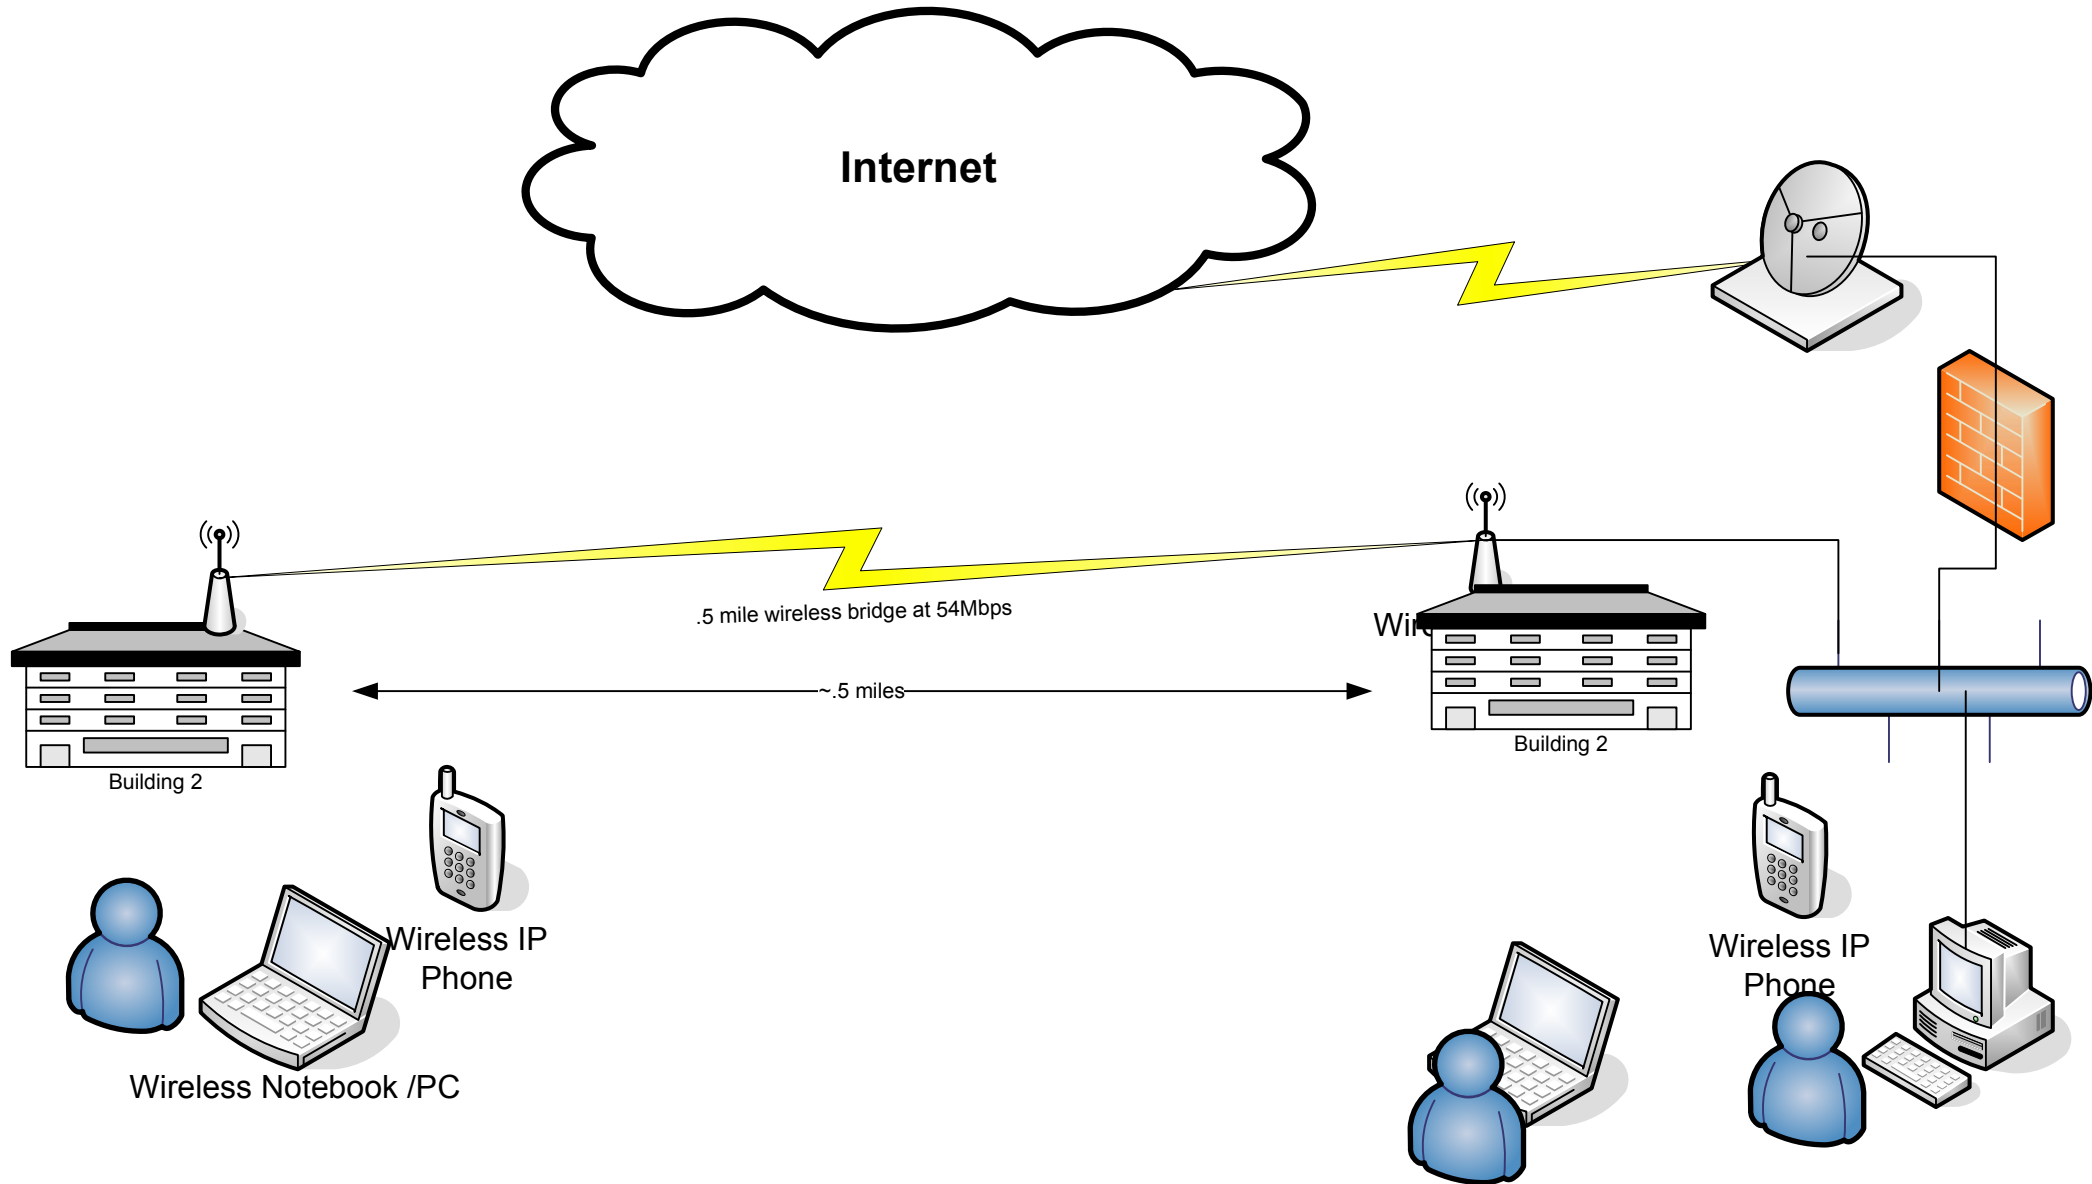 Internet
.5 mile wireless bridge at 54Mbps
~.5 miles
Building 2
Building 2
Wireless IP
Phone
Wireless IP
Phone
Wireless Notebook /PC